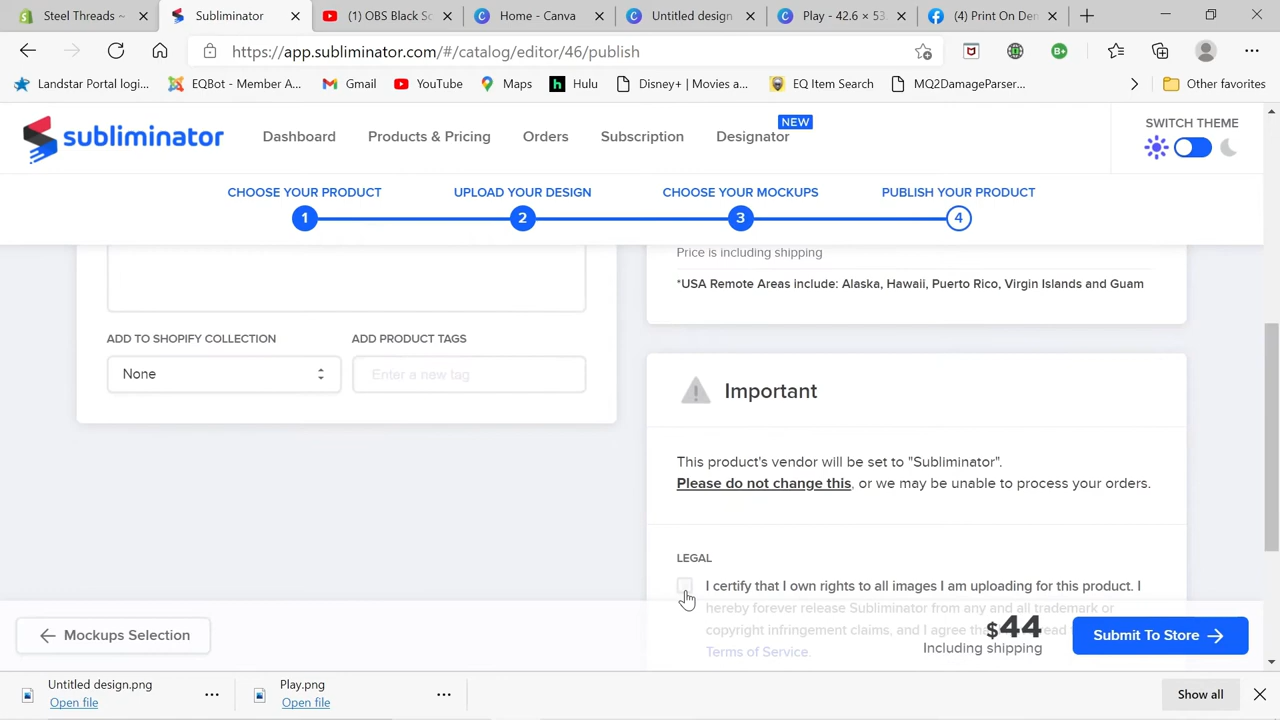 Steel Threads
Subliminator
(1) OBS Black Sc
Home - Canva
Untitled design
Play - 42.6 × 33.
(4) Print On Den
https://app.subliminator.com/#/catalog/editor/46/publish
Landstar Portal logi...
EQBot - Member A...
Gmail
YouTube
Maps
Hulu
Disney+ | Movies a...
EQ Item Search
MQ2DamageParser...
Other favorites
subliminator
Dashboard
Products & Pricing
Orders
Subscription
Designator
NEW
SWITCH THEME
CHOOSE YOUR PRODUCT
UPLOAD YOUR DESIGN
CHOOSE YOUR MOCKUPS
PUBLISH YOUR PRODUCT
1
2
3
4
Price is including shipping
*USA Remote Areas include: Alaska, Hawaii, Puerto Rico, Virgin Islands and Guam
ADD TO SHOPIFY COLLECTION
ADD PRODUCT TAGS
None
Enter a new tag
Important
This product's vendor will be set to "Subliminator".
Please do not change this, or we may be unable to process your orders.
LEGAL
I certify that I own rights to all images I am uploading for this product. I
hereby forever release Subliminator from any and all trademark or
copyright infringement claims, and I agree
Terms of Service.
Mockups Selection
$44
Including shipping
Submit To Store
Untitled design.png
Open file
Play.png
Open file
Show all